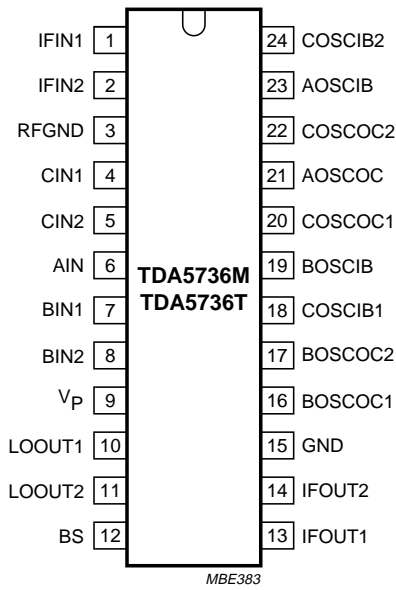 IFIN1 1 24 COSCIB2
IFIN2 2 23 AOSCIB
RFGND 3 22 COSCOC2
CIN1 4 21 AOSCOC
CIN2 5 20 COSCOC1
AIN 6 19 BOSCIB
TDA5736M
TDA5736T
BIN1 7 18 COSCIB1
BIN2 8 17 BOSCOC2
VP 9 16 BOSCOC1
LOOUT1 10 15 GND
LOOUT2 11 14 IFOUT2
BS 12 13 IFOUT1
MBE383